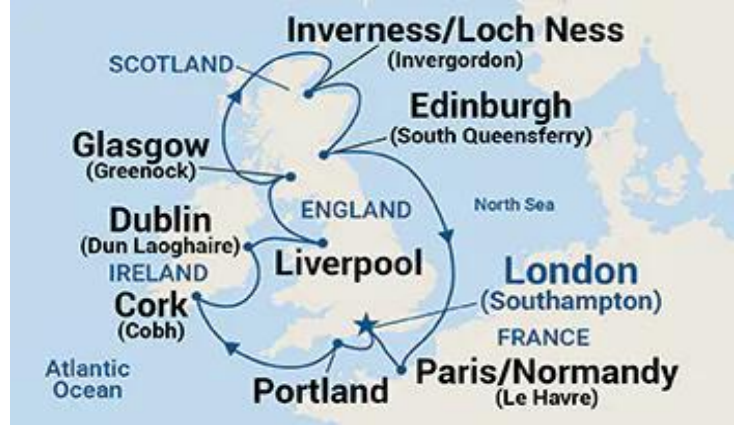 Inverness/Loch Ness
(Invergordon)
SCOTLAND
Edinburgh
(South Queensferry)
Glasgow
(Greenock)
ENGLAND
North Sea
Dublin
(Dun Laoghaire)
Liverpool
IRELAND
London
(Southampton)
Cork
(Cobh)
FRANCE
Atlantic
Ocean
Portland
Paris/Normandy
(Le Havre)